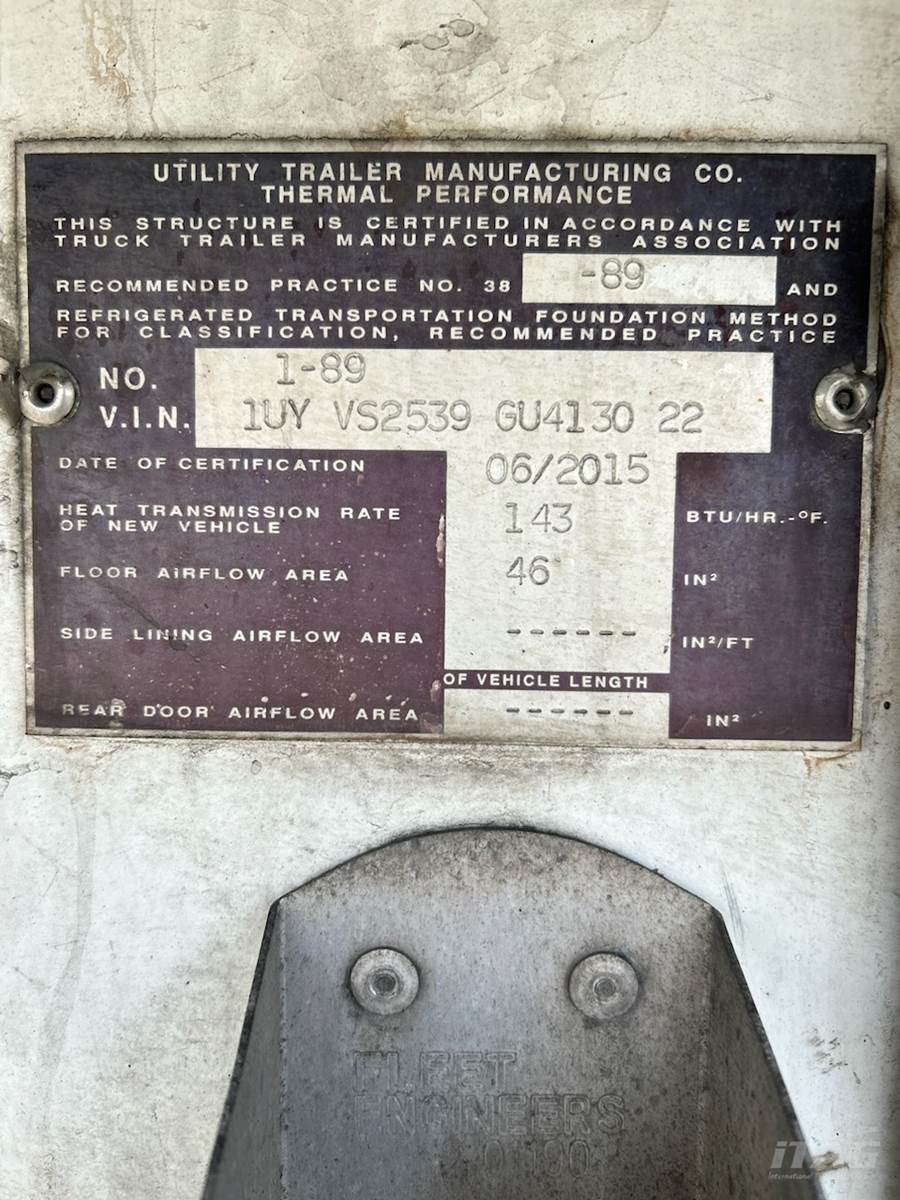 UTILITY TRAILER MANUFACTURING CO.
THERMAL PERFORMANCE
THIS STRUCTURE IS CERTIFIED IN ACCORDANCE WITH
TRUCK TRAILER MANUFACTURERS ASSOCIATION
RECOMMENDED PRACTICE NO. 38 -89 AND
REFRIGERATED TRANSPORTATION FOUNDATION METHOD
FOR CLASSIFICATION, RECOMMENDED PRACTICE
NO. 1-89
V.I.N. 1UY VS2539 GU4130 22
DATE OF CERTIFICATION 06/2015
HEAT TRANSMISSION RATE
OF NEW VEHICLE 143 BTU/HR.-°F.
FLOOR AIRFLOW AREA 46 IN²
SIDE LINING AIRFLOW AREA ------ IN²/FT
OF VEHICLE LENGTH
REAR DOOR AIRFLOW AREA ------ IN²
FLEET
ENGINEERS
International